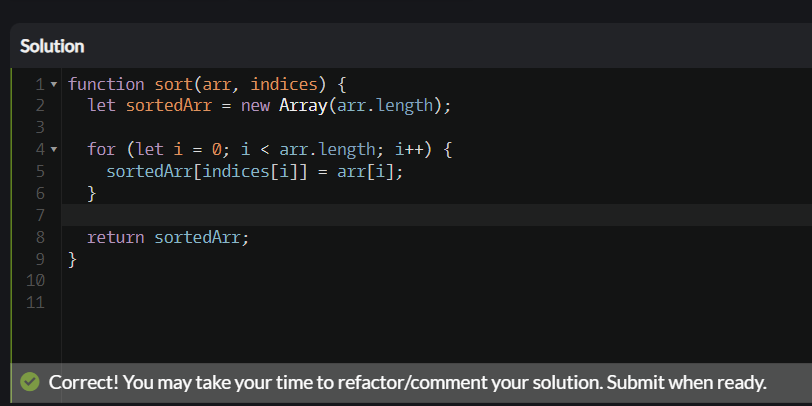 Solution
1 function sort(arr, indices) {
2 let sortedArr = new Array(arr.length);
3
4 for (let i = 0; i < arr.length; i++) {
5 sortedArr[indices[i]] = arr[i];
6 }
7
8 return sortedArr;
9 }
10
11
Correct! You may take your time to refactor/comment your solution. Submit when ready.